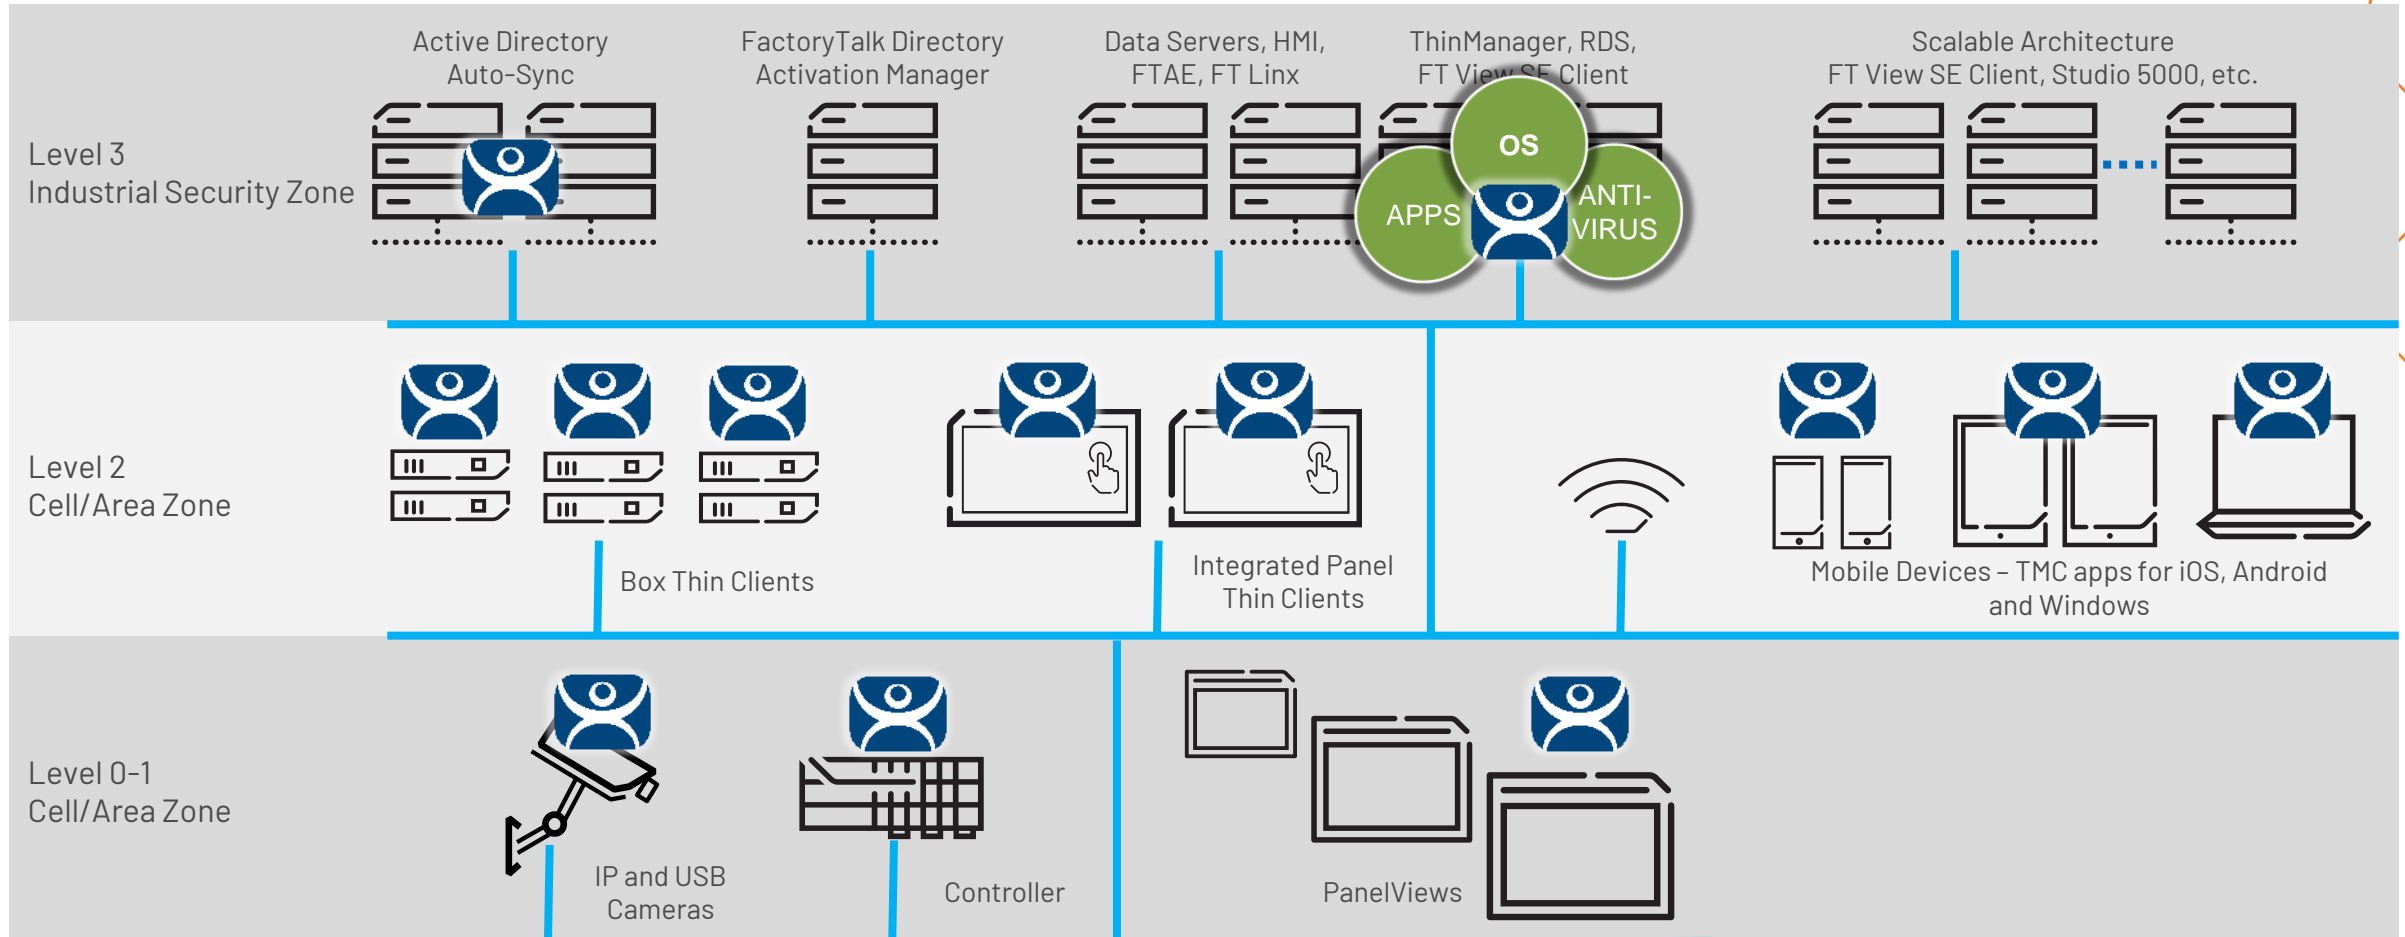 Active Directory
Auto-Sync
FactoryTalk Directory
Activation Manager
Data Servers, HMI,
FTAE, FT Linx
ThinManager, RDS,
FT View SE Client
Scalable Architecture
FT View SE Client, Studio 5000, etc.
Level 3
Industrial Security Zone
OS
APPS
ANTI-
VIRUS
Level 2
Cell/Area Zone
Box Thin Clients
Integrated Panel
Thin Clients
Mobile Devices – TMC apps for iOS, Android
and Windows
Level 0-1
Cell/Area Zone
IP and USB
Cameras
Controller
PanelViews